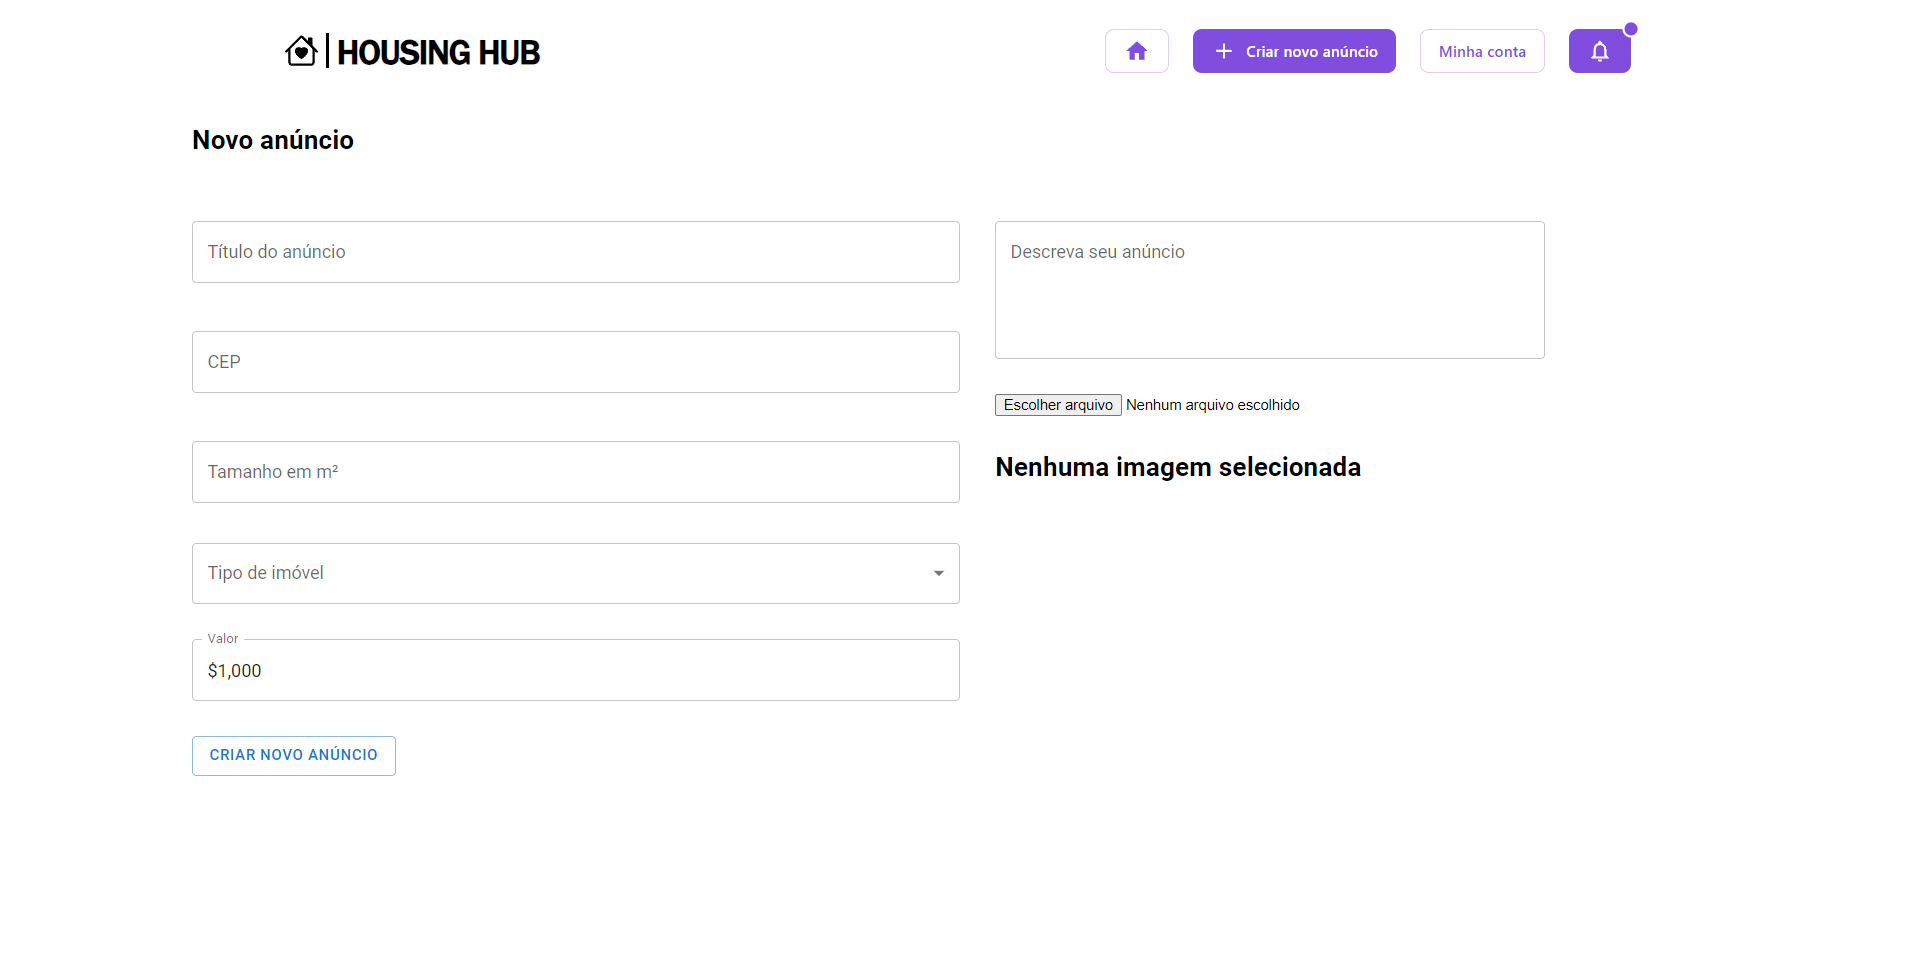 HOUSING HUB
Criar novo anúncio
Minha conta
Novo anúncio
Título do anúncio
CEP
Tamanho em m²
Tipo de imóvel
Valor
$1,000
CRIAR NOVO ANÚNCIO
Descreva seu anúncio
Escolher arquivo Nenhum arquivo escolhido
Nenhuma imagem selecionada